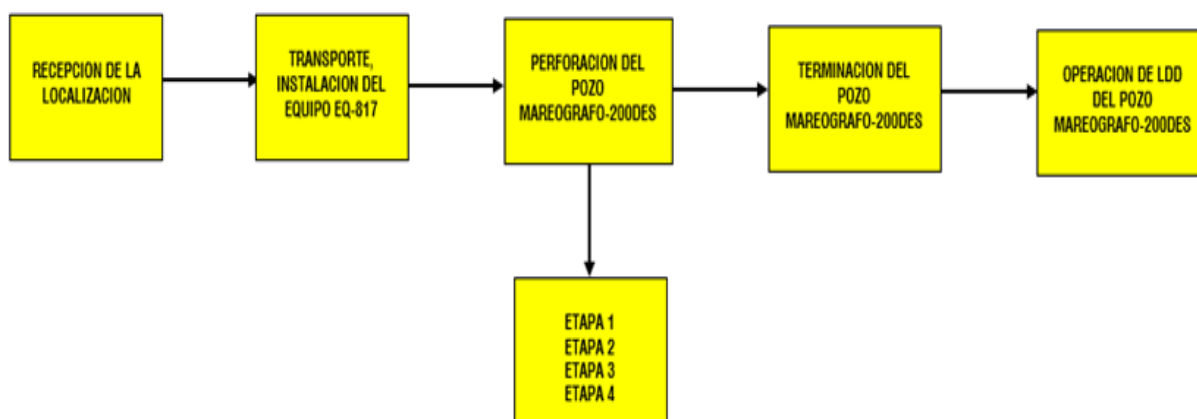 RECEPCION DE LA
LOCALIZACION
TRANSPORTE,
INSTALACION DEL
EQUIPO EQ-817
PERFORACION DEL
POZO
MAREOGRAFO-200DES
TERMINACION DEL
POZO
MAREOGRAFO-200DES
OPERACION DE LDD
DEL POZO
MAREOGRAFO-200DES
ETAPA 1
ETAPA 2
ETAPA 3
ETAPA 4